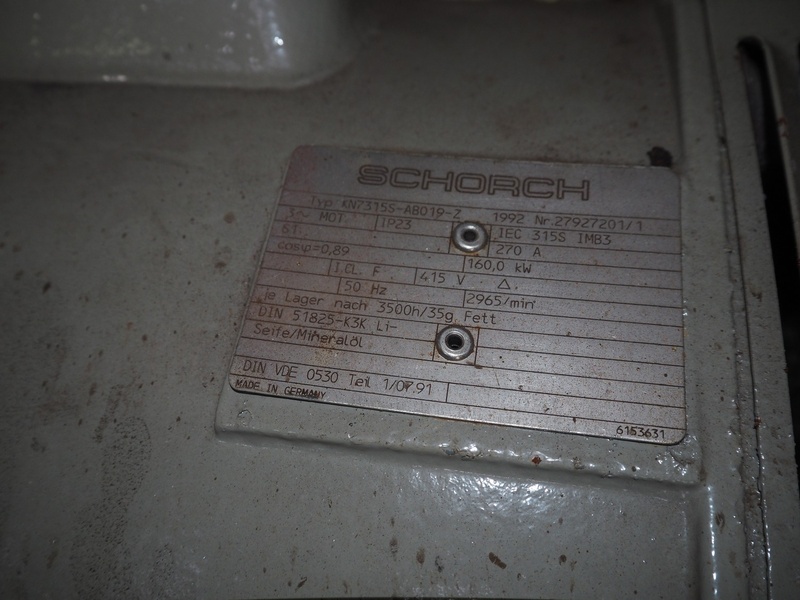 SCHORCH
Typ KN7315S-AB019-Z 1992 Nr.27927201/1
3~ MOT. IP23 IEC 315S IMB3
6T. 270 A
cosφ=0,89 160,0 kW
I.CL. F 415 V Δ.
50 Hz 2965/min
je Lager nach 3500h/35g Fett
DIN 51825-K3K Li-
Seife/Mineralöl
DIN VDE 0530 Teil 1/07.91
MADE IN GERMANY
6153631